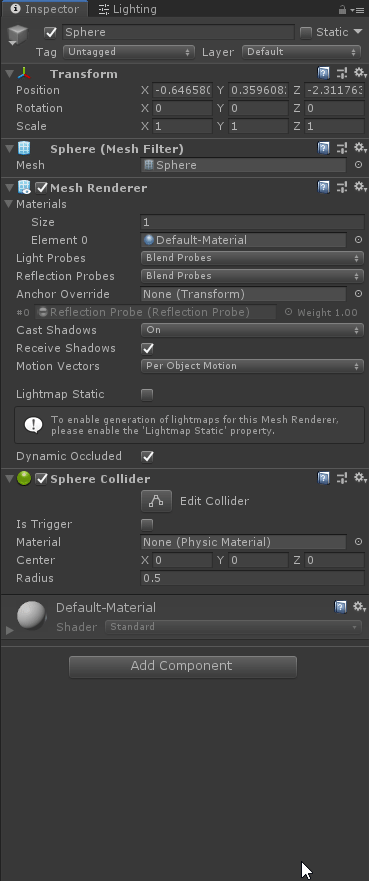 Inspector Lighting
Sphere Static
Tag Untagged Layer Default
Transform
Position X -0.646580 Y 0.359608 Z -2.311763
Rotation X 0 Y 0 Z 0
Scale X 1 Y 1 Z 1
Sphere (Mesh Filter)
Mesh Sphere
Mesh Renderer
Materials
Size 1
Element 0 Default-Material
Light Probes Blend Probes
Reflection Probes Blend Probes
Anchor Override None (Transform)
#0 Reflection Probe (Reflection Probe) Weight 1.00
Cast Shadows On
Receive Shadows
Motion Vectors Per Object Motion
Lightmap Static
To enable generation of lightmaps for this Mesh Renderer,
please enable the 'Lightmap Static' property.
Dynamic Occluded
Sphere Collider
Edit Collider
Is Trigger
Material None (Physic Material)
Center X 0 Y 0 Z 0
Radius 0.5
Default-Material
Shader Standard
Add Component